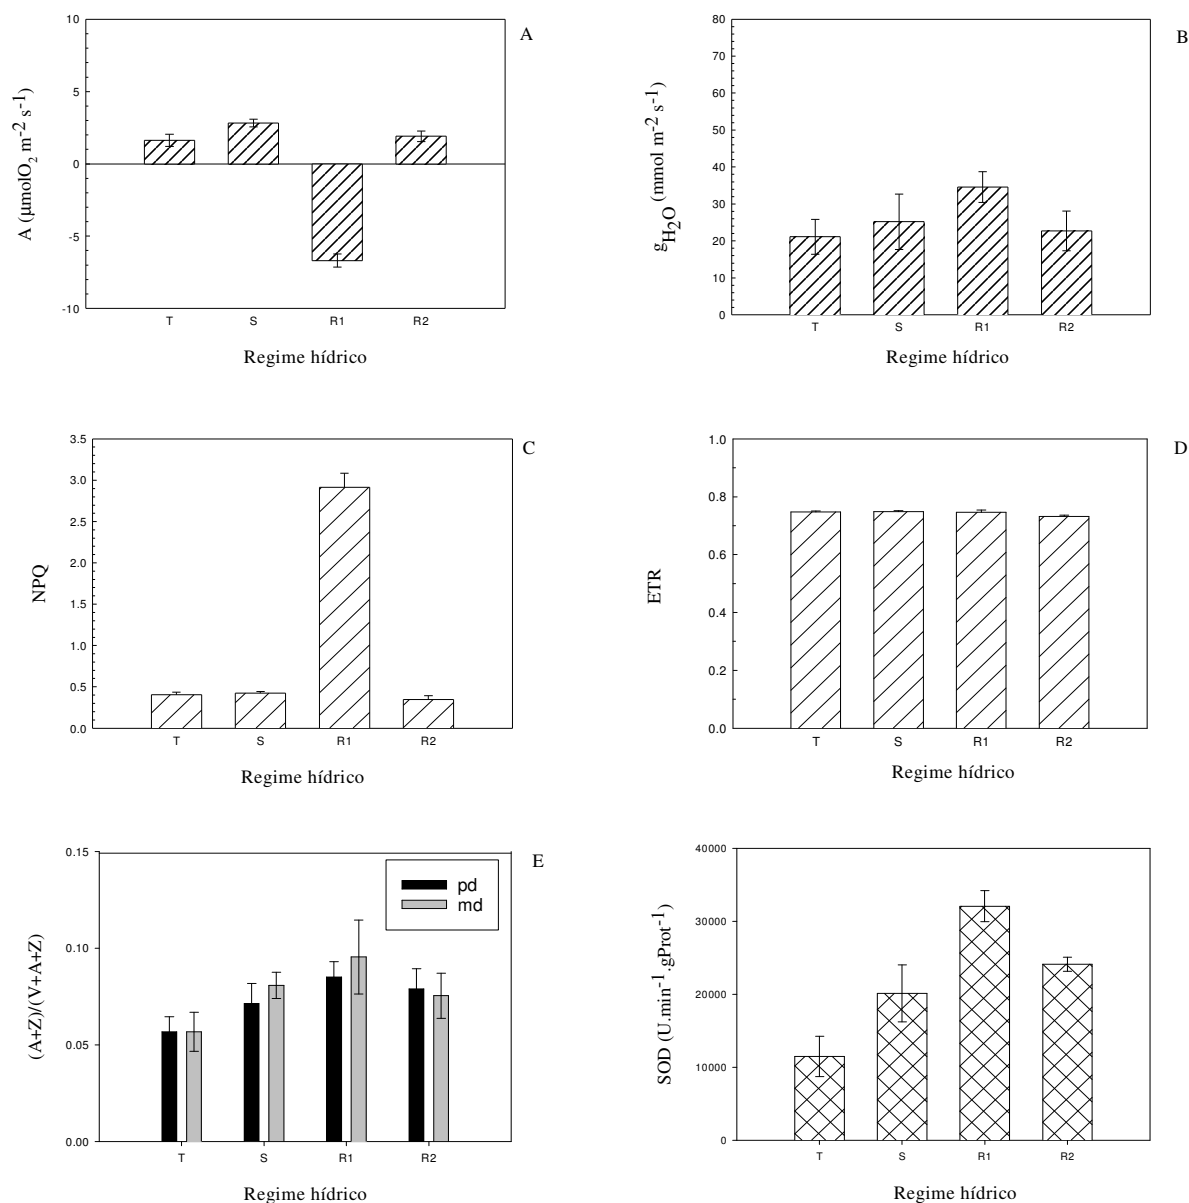 A
A (µmolO2 m-2 s-1)
10
5
0
-5
-10
T S R1 R2
Regime hídrico
B
gH2O (mmol m-2 s-1)
80
70
60
50
40
30
20
10
0
T S R1 R2
Regime hídrico
C
NPQ
3.5
3.0
2.5
2.0
1.5
1.0
0.5
0.0
T S R1 R2
Regime hídrico
D
ETR
1.0
0.8
0.6
0.4
0.2
0.0
T S R1 R2
Regime hídrico
E
(A+Z)/(V+A+Z)
0.15
0.10
0.05
0.00
pd
md
T S R1 R2
Regime hídrico
SOD (U.min-1.gProt-1)
40000
30000
20000
10000
0
T S R1 R2
Regime hídrico